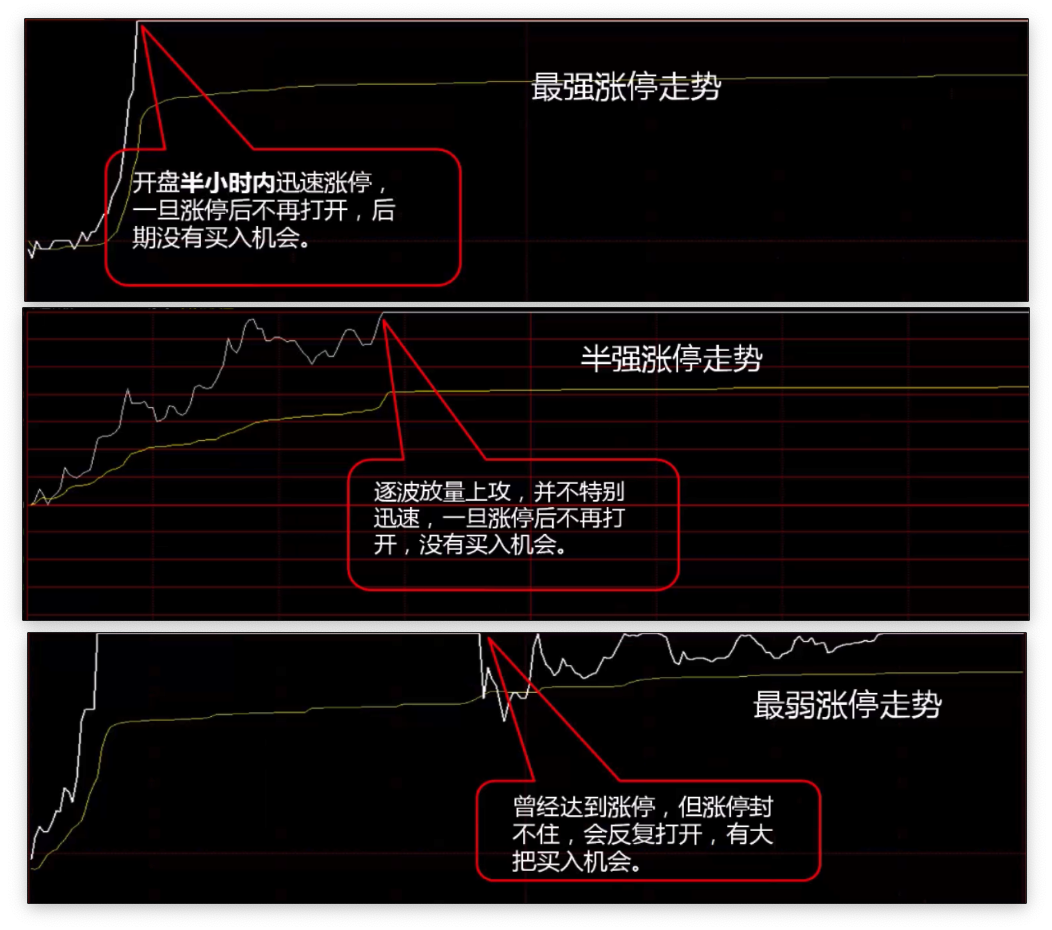 最强涨停走势
开盘半小时内迅速涨停，
一旦涨停后不再打开，后
期没有买入机会。
半强涨停走势
逐波放量上攻，并不特别
迅速，一旦涨停后不再打
开，没有买入机会。
最弱涨停走势
曾经达到涨停，但涨停封
不住，会反复打开，有大
把买入机会。